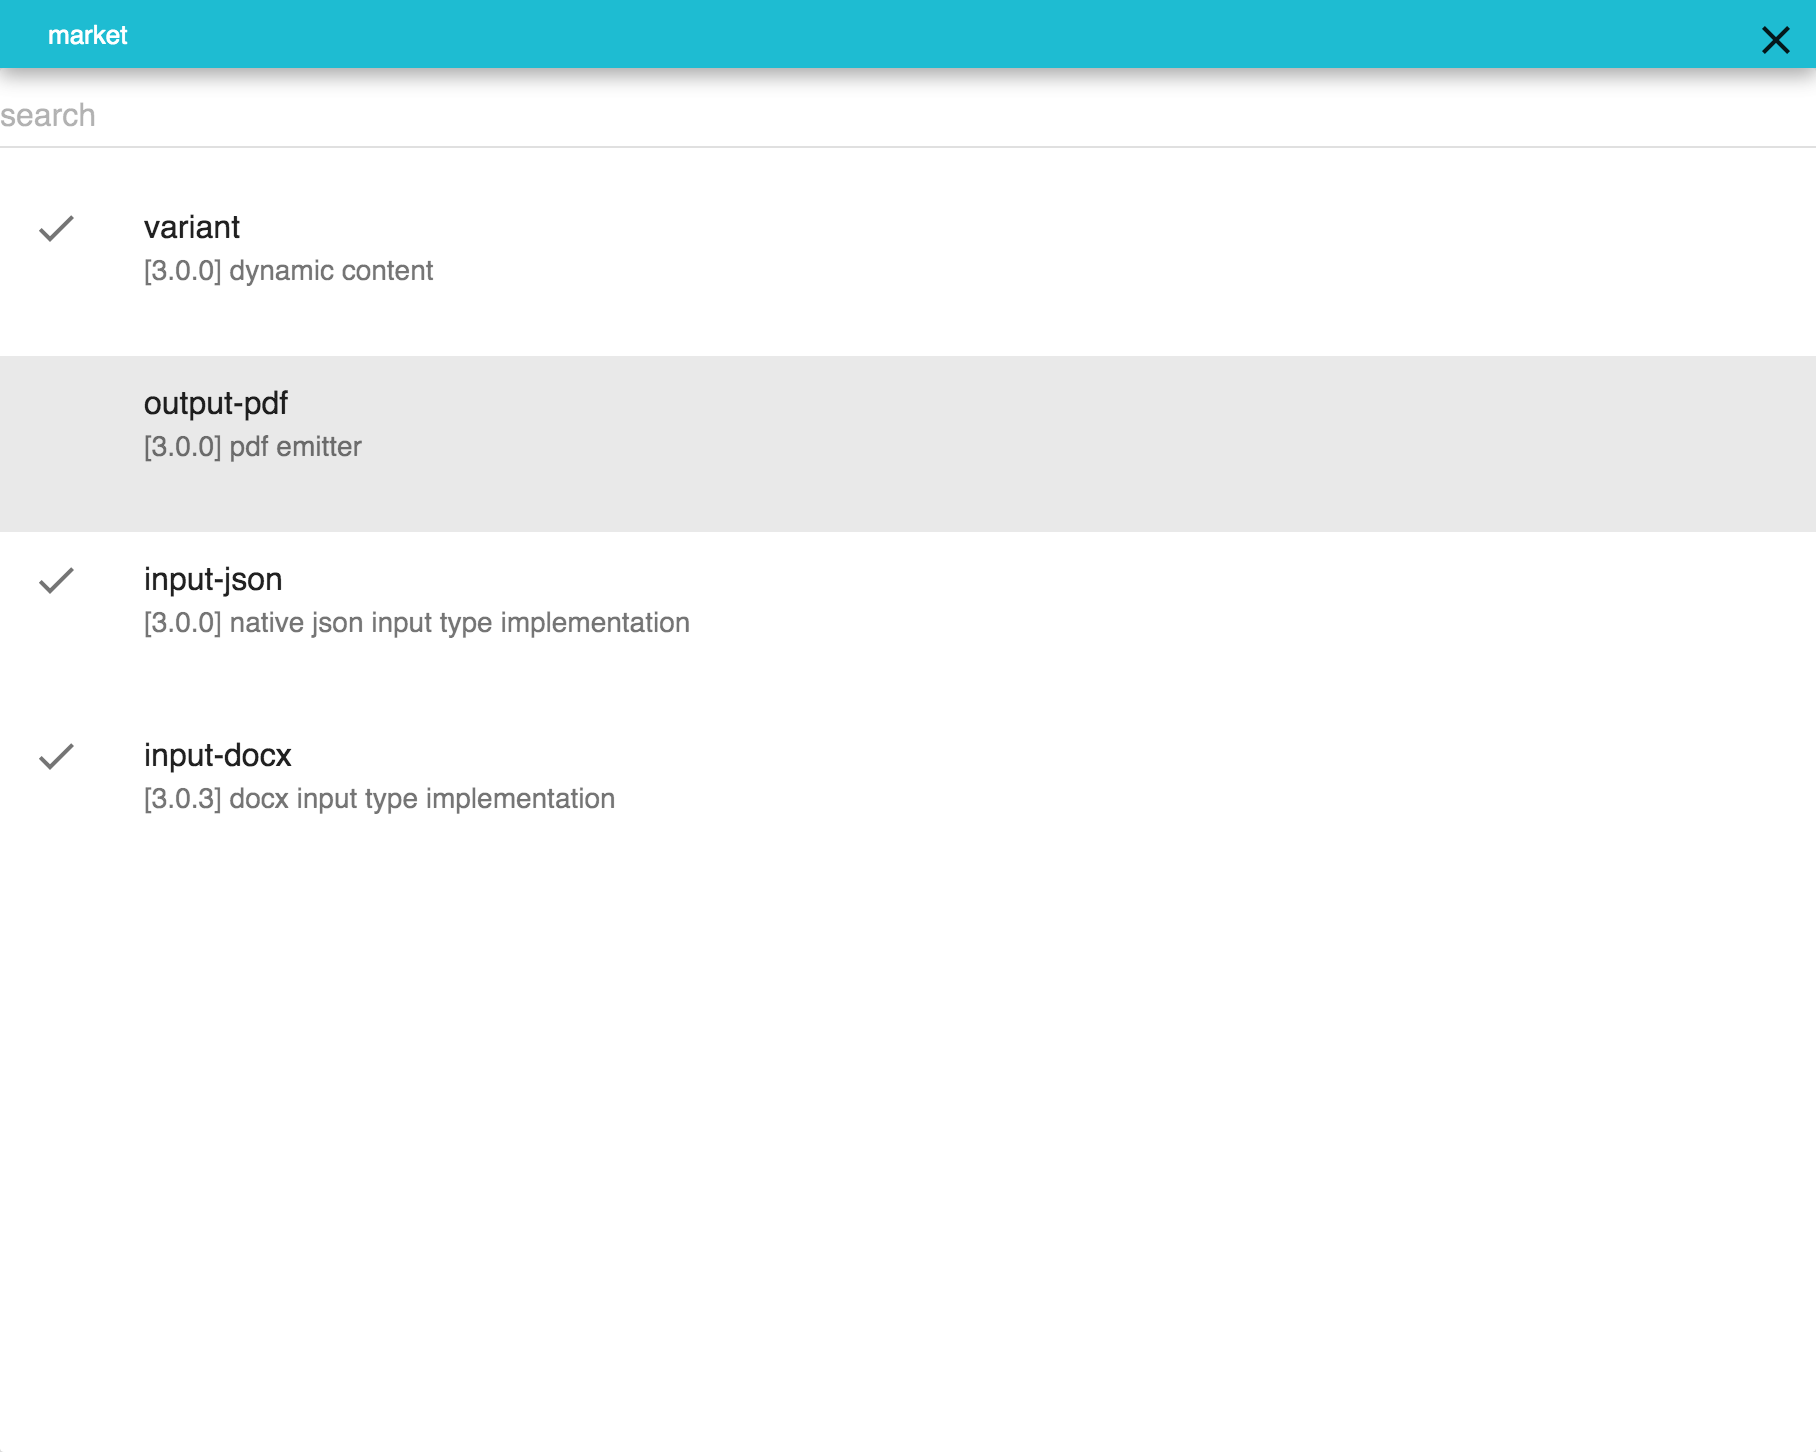 market
search
variant
[3.0.0] dynamic content
output-pdf
[3.0.0] pdf emitter
input-json
[3.0.0] native json input type implementation
input-docx
[3.0.3] docx input type implementation